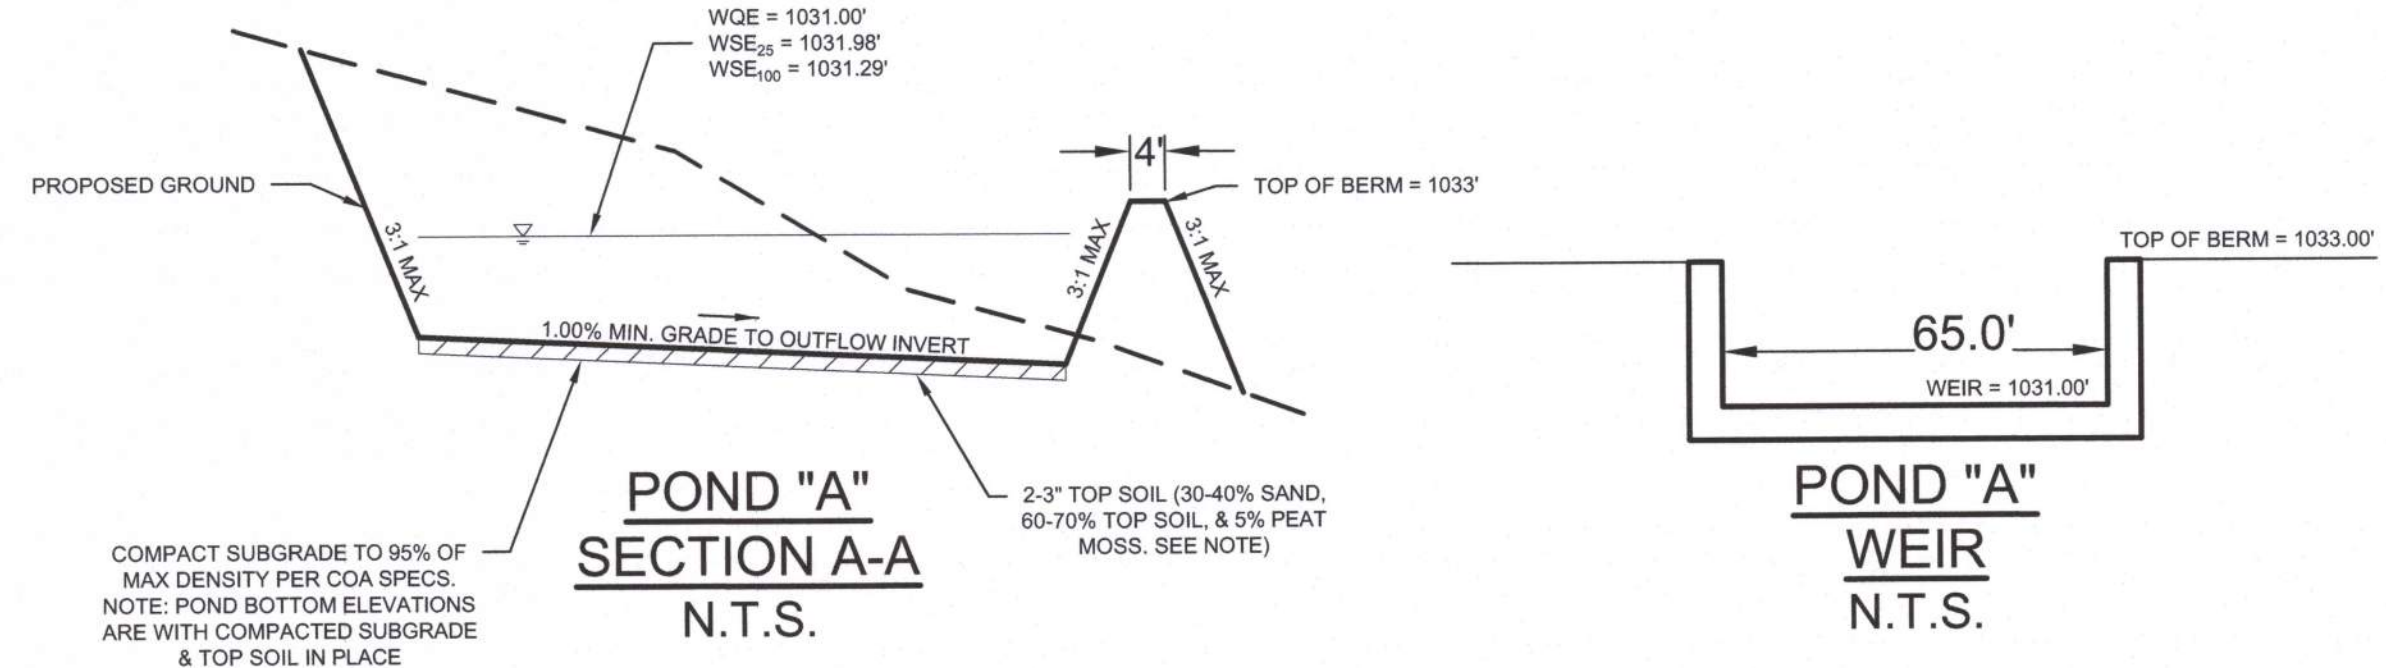 WQE = 1031.00'
WSE25 = 1031.98'
WSE100 = 1031.29'
PROPOSED GROUND
3:1 MAX
1.00% MIN. GRADE TO OUTFLOW INVERT
3:1 MAX
4'
3:1 MAX
TOP OF BERM = 1033'
COMPACT SUBGRADE TO 95% OF
MAX DENSITY PER COA SPECS.
NOTE: POND BOTTOM ELEVATIONS
ARE WITH COMPACTED SUBGRADE
& TOP SOIL IN PLACE
2-3" TOP SOIL (30-40% SAND,
60-70% TOP SOIL, & 5% PEAT
MOSS. SEE NOTE)
POND "A"
SECTION A-A
N.T.S.
TOP OF BERM = 1033.00'
65.0'
WEIR = 1031.00'
POND "A"
WEIR
N.T.S.